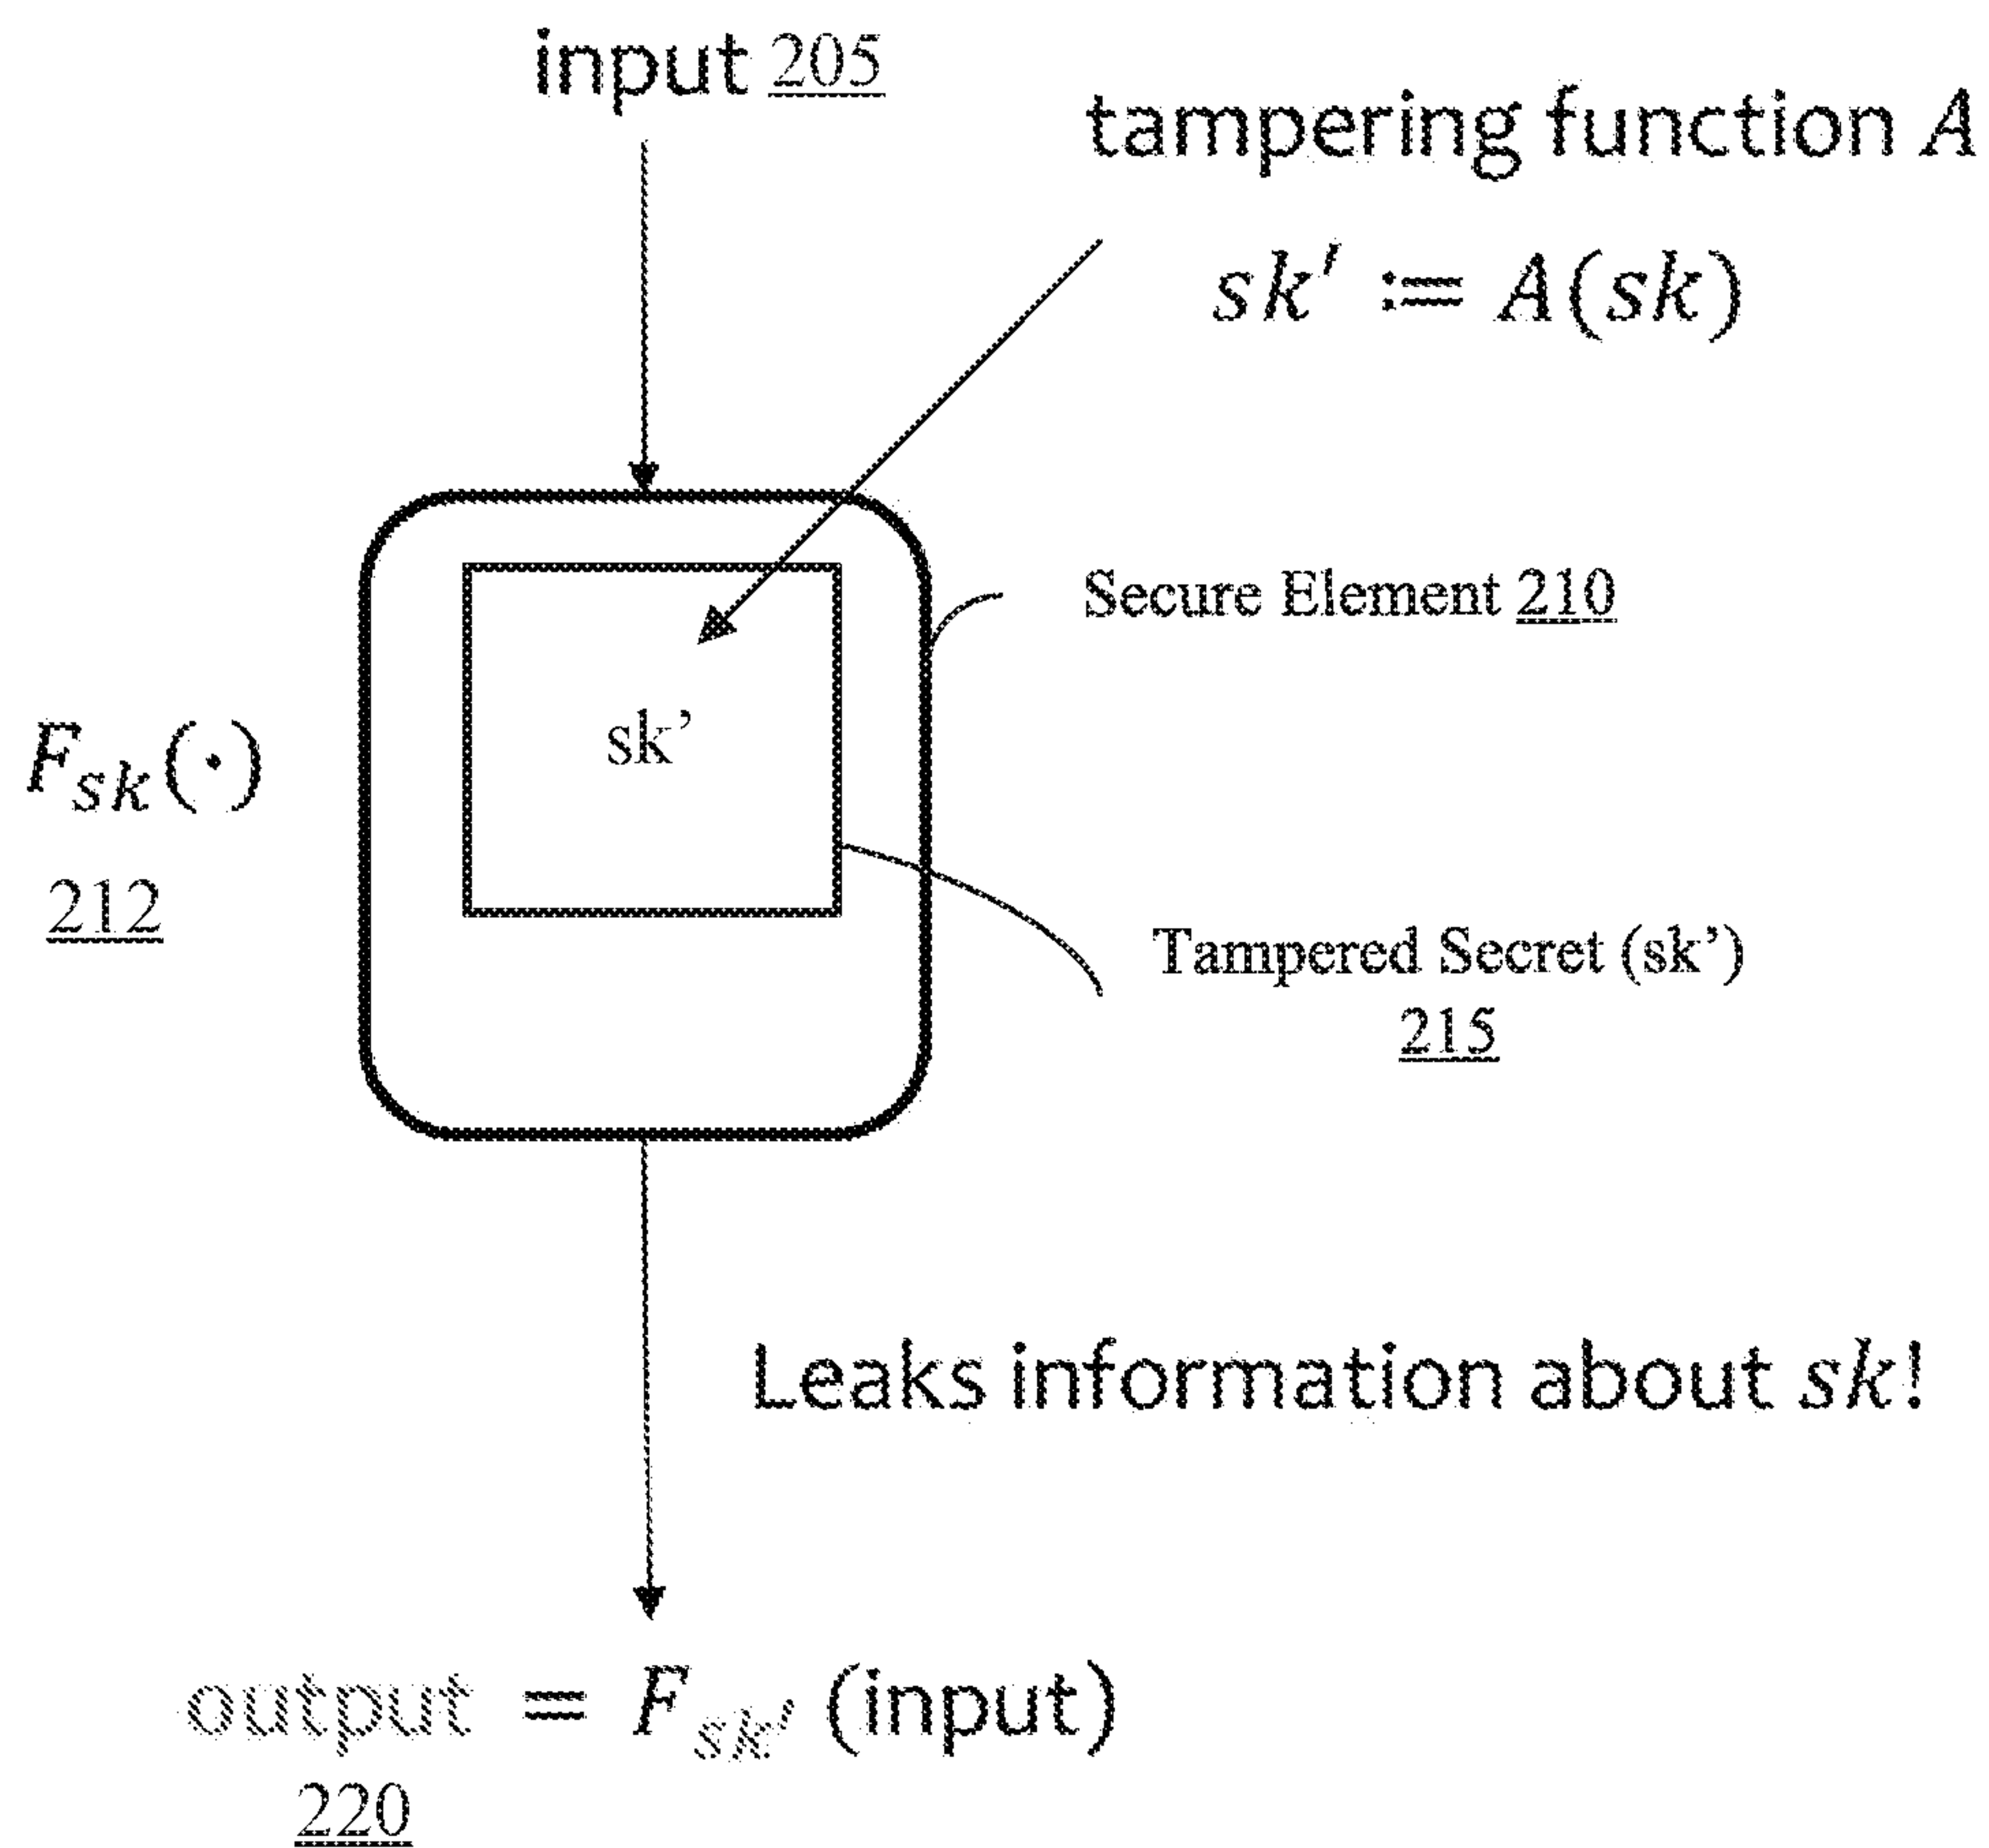 input 205
tampering function A
sk' := A(sk)
Secure Element 210
sk’
F_sk(·)
212
Tampered Secret (sk’)
215
Leaks information about sk!
output = F_sk' (input)
220